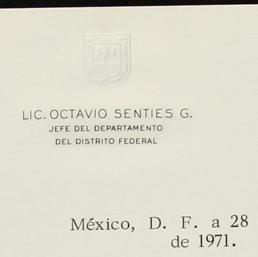 LIC. OCTAVIO SENTIES G.
JEFE DEL DEPARTAMENTO
DEL DISTRITO FEDERAL
México, D. F. a 28
de 1971.